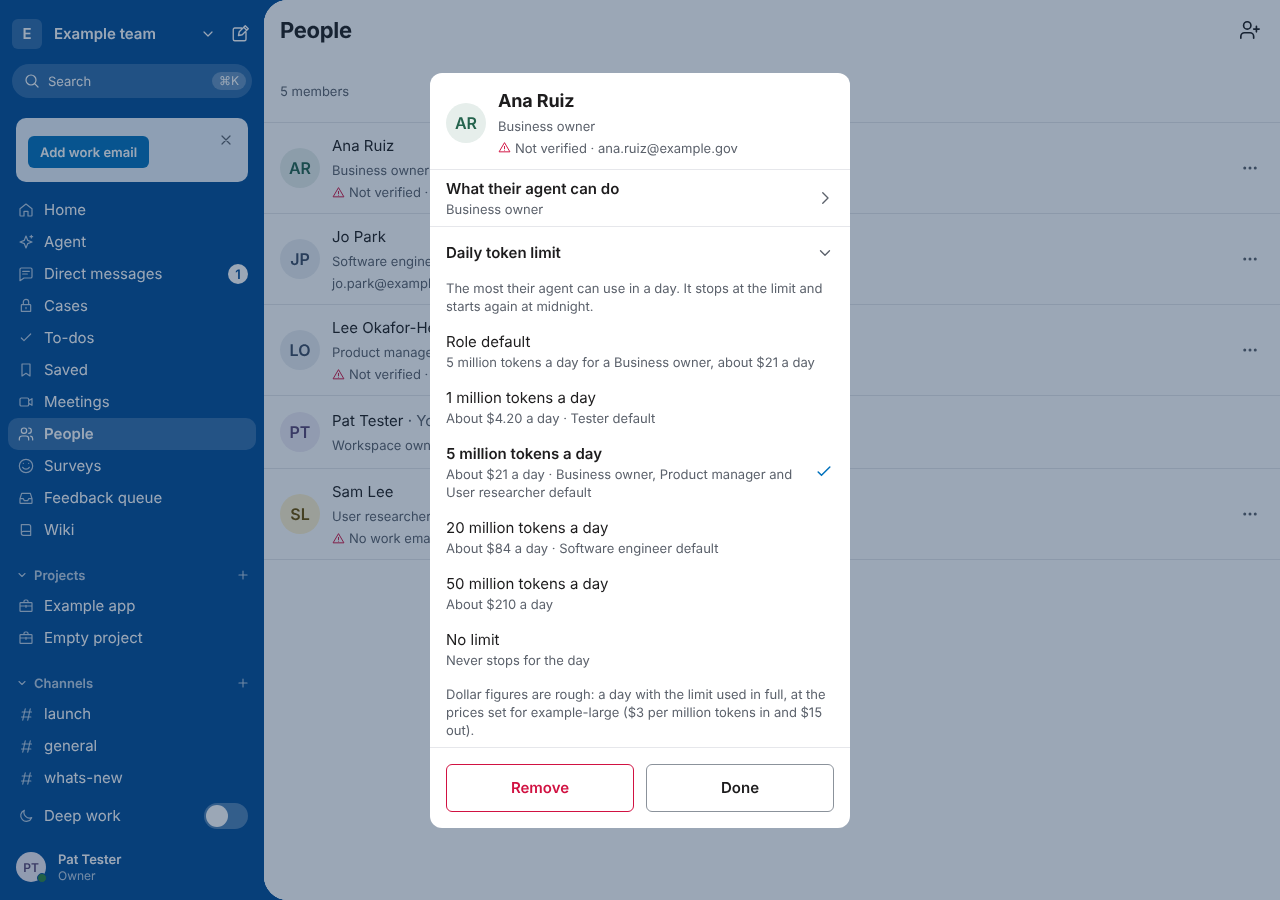 E Example team
Search ⌘K
Add work email
Home
Agent
Direct messages 1
Cases
To-dos
Saved
Meetings
People
Surveys
Feedback queue
Wiki
Projects
Example app
Empty project
Channels
# launch
# general
# whats-new
Deep work
PT Pat Tester
Owner
People
5 members
AR Ana Ruiz
Business owner
Not verified ·
JP Jo Park
Software
jo.park@
LO Lee
Product
Not verified ·
PT Pat Tester ·
Workspace
SL Sam Lee
User researcher
No work
AR
Ana Ruiz
Business owner
Not verified · ana.ruiz@example.gov
What their agent can do
Business owner
Daily token limit
The most their agent can use in a day. It stops at the limit and
starts again at midnight.
Role default
5 million tokens a day for a Business owner, about $21 a day
1 million tokens a day
About $4.20 a day · Tester default
5 million tokens a day
About $21 a day · Business owner, Product manager and
User researcher default
20 million tokens a day
About $84 a day · Software engineer default
50 million tokens a day
About $210 a day
No limit
Never stops for the day
Dollar figures are rough: a day with the limit used in full, at the
prices set for example-large ($3 per million tokens in and $15
out).
Remove Done